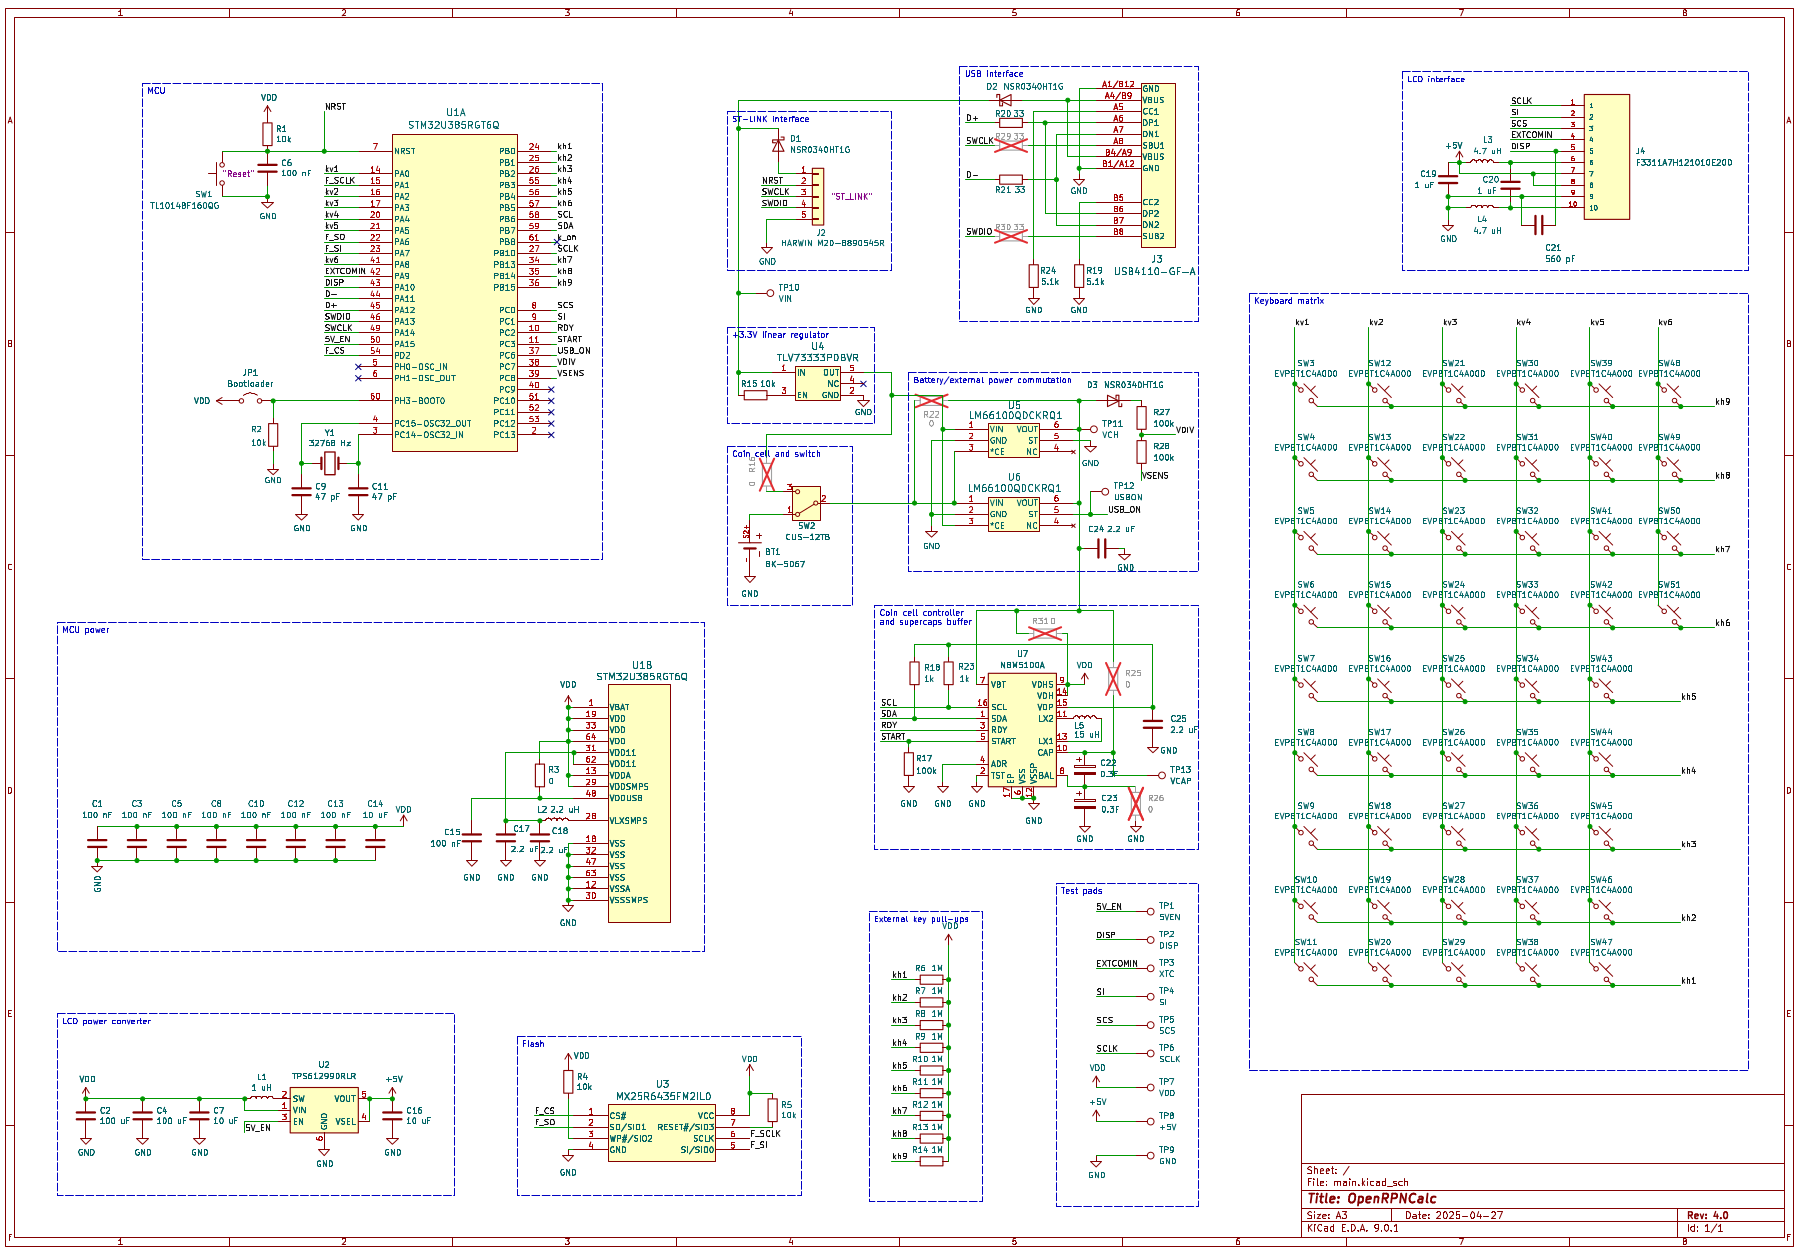 MCU
VDD
NRST
R1
10k
C6
100 nF
"Reset"
SW1
TL1014BF160QG
GND
U1A
STM32U385RGT6Q
7 NRST
kv1 14 PA0
F_SCLK 15 PA1
kv2 16 PA2
kv3 17 PA3
kv4 20 PA4
kv5 21 PA5
F_SO 22 PA6
F_SI 23 PA7
kv6 41 PA8
EXTCOMIN 42 PA9
DISP 43 PA10
D- 44 PA11
D+ 45 PA12
SWDIO 46 PA13
SWCLK 49 PA14
5V_EN 50 PA15
F_CS 54 PD2
5 PH0-OSC_IN
6 PH1-OSC_OUT
60 PH3-BOOT0
4 PC15-OSC32_OUT
3 PC14-OSC32_IN
PB0 24 kh1
PB1 25 kh2
PB2 26 kh3
PB3 55 kh4
PB4 56 kh5
PB5 57 kh6
PB6 58 SCL
PB7 59 SDA
PB8 61
PB10 27 SCLK
PB13 34 kh7
PB14 35 kh8
PB15 36 kh9
PC0 8 SCS
PC1 9 SI
PC2 10 RDY
PC3 11 START
PC6 37 USB_ON
PC7 38 VDIV
PC8 39 VSENS
PC9 40
PC10 51
PC11 52
PC12 53
PC13 2
JP1
Bootloader
VDD
R2
10k
GND
Y1
32768 Hz
C9
47 pF
C11
47 pF
GND
GND
ST-LINK interface
D1
NSR0340HT1G
1
NRST 2
SWCLK 3
SWDIO 4
5
"ST_LINK"
J2
HARWIN M20-8890545R
GND
TP10
VIN
USB interface
D2 NSR0340HT1G
D+
R20 33
SWCLK
R29 33
D-
R21 33
SWDIO
R30 33
A1/B12 GND
A4/B9 VBUS
A5 CC1
A6 DP1
A7 DN1
A8 SBU1
B4/A9 VBUS
B1/A12 GND
B5 CC2
B6 DP2
B7 DN2
B8 SUB2
GND
J3
USB4110-GF-A
R24
5.1k
R19
5.1k
GND
GND
LCD interface
SCLK 1
SI 2
SCS 3
EXTCOMIN 4
DISP 5
6
7
8
9
10
+5V
L3
4.7 uH
C19
1 uF
C20
1 uF
L4
4.7 uH
GND
C21
560 pF
J4
F3311A7H121010E200
+3.3V linear regulator
U4
TLV73333PDBVR
R15 10k
1 IN OUT 5
NC 4
3 EN GND 2
GND
Coin cell and switch
R16
0
3
2
1
SW2
CUS-12TB
BT1
BK-5067
GND
Battery/external power commutation
D3 NSR0340HT1G
R22
0
U5
LM66100QDCKRQ1
1 VIN VOUT 6
2 GND ST 5
3 *CE NC 4
TP11
VCH
GND
R27
100k
R28
100k
VDIV
VSENS
U6
LM66100QDCKRQ1
1 VIN VOUT 6
2 GND ST 5
3 *CE NC 4
TP12
USBON
USB_ON
GND
C24 2.2 uF
GND
Coin cell controller
and supercaps buffer
R31 0
U7
NBM5100A
R18
1k
R23
1k
7 VBT
SCL 16 SCL
SDA 1 SDA
RDY 3 RDY
START 5 START
4 ADR
2 TST
VDHS 9
VDH 14
VDP 15
LX2 11
LX1 13
CAP 10
BAL 8
EP VSS VSSP
17 6 12
VDD
R25
0
L5
15 uH
C25
2.2 uF
GND
R17
100k
GND
GND
GND
GND
C22
0.3F
C23
0.3F
TP13
VCAP
R26
0
GND
GND
Keyboard matrix
kv1 kv2 kv3 kv4 kv5 kv6
SW3 SW12 SW21 SW30 SW39 SW48
EVPBT1C4A000 EVPBT1C4A000 EVPBT1C4A000 EVPBT1C4A000 EVPBT1C4A000 EVPBT1C4A000
kh9
SW4 SW13 SW22 SW31 SW40 SW49
EVPBT1C4A000 EVPBT1C4A000 EVPBT1C4A000 EVPBT1C4A000 EVPBT1C4A000 EVPBT1C4A000
kh8
SW5 SW14 SW23 SW32 SW41 SW50
EVPBT1C4A000 EVPBT1C4A000 EVPBT1C4A000 EVPBT1C4A000 EVPBT1C4A000 EVPBT1C4A000
kh7
SW6 SW15 SW24 SW33 SW42 SW51
EVPBT1C4A000 EVPBT1C4A000 EVPBT1C4A000 EVPBT1C4A000 EVPBT1C4A000 EVPBT1C4A000
kh6
SW7 SW16 SW25 SW34 SW43
EVPBT1C4A000 EVPBT1C4A000 EVPBT1C4A000 EVPBT1C4A000 EVPBT1C4A000
kh5
SW8 SW17 SW26 SW35 SW44
EVPBT1C4A000 EVPBT1C4A000 EVPBT1C4A000 EVPBT1C4A000 EVPBT1C4A000
kh4
SW9 SW18 SW27 SW36 SW45
EVPBT1C4A000 EVPBT1C4A000 EVPBT1C4A000 EVPBT1C4A000 EVPBT1C4A000
kh3
SW10 SW19 SW28 SW37 SW46
EVPBT1C4A000 EVPBT1C4A000 EVPBT1C4A000 EVPBT1C4A000 EVPBT1C4A000
kh2
SW11 SW20 SW29 SW38 SW47
EVPBT1C4A000 EVPBT1C4A000 EVPBT1C4A000 EVPBT1C4A000 EVPBT1C4A000
kh1
MCU power
U1B
STM32U385RGT6Q
VDD
1 VBAT
19 VDD
33 VDD
64 VDD
31 VDD11
62 VDD11
13 VDDA
29 VDDSMPS
48 VDDUSB
28 VLXSMPS
18 VSS
32 VSS
47 VSS
63 VSS
12 VSSA
30 VSSSMPS
GND
R3
0
L2 2.2 uH
C15
100 nF
C17
2.2 uF
C18
2.2 uF
GND GND GND
C1 C3 C5 C8 C10 C12 C13 C14
100 nF 100 nF 100 nF 100 nF 100 nF 100 nF 100 nF 10 uF
VDD
GND
LCD power converter
VDD
C2
100 uF
C4
100 uF
C7
10 uF
L1
1 uH
U2
TPS612990RLR
2 SW VOUT 5
1 VIN
3 EN VSEL 4
GND
6
5V_EN
+5V
C16
10 uF
GND GND GND GND GND
Flash
VDD
R4
10k
U3
MX25R6435FM2IL0
F_CS 1 CS# VCC 8
F_SO 2 SO/SIO1 RESET#/SIO3 7
3 WP#/SIO2 SCLK 6 F_SCLK
4 GND SI/SIO0 5 F_SI
VDD
R5
10k
GND
External key pull-ups
VDD
kh1 R6 1M
kh2 R7 1M
kh3 R8 1M
kh4 R9 1M
kh5 R10 1M
kh6 R11 1M
kh7 R12 1M
kh8 R13 1M
kh9 R14 1M
Test pads
5V_EN TP1
5VEN
DISP TP2
DISP
EXTCOMIN TP3
XTC
SI TP4
SI
SCS TP5
SCS
SCLK TP6
SCLK
VDD TP7
VDD
+5V TP8
+5V
GND TP9
GND
Sheet: /
File: main.kicad_sch
Title: OpenRPNCalc
Size: A3 Date: 2025-04-27 Rev: 4.0
KiCad E.D.A. 9.0.1 Id: 1/1